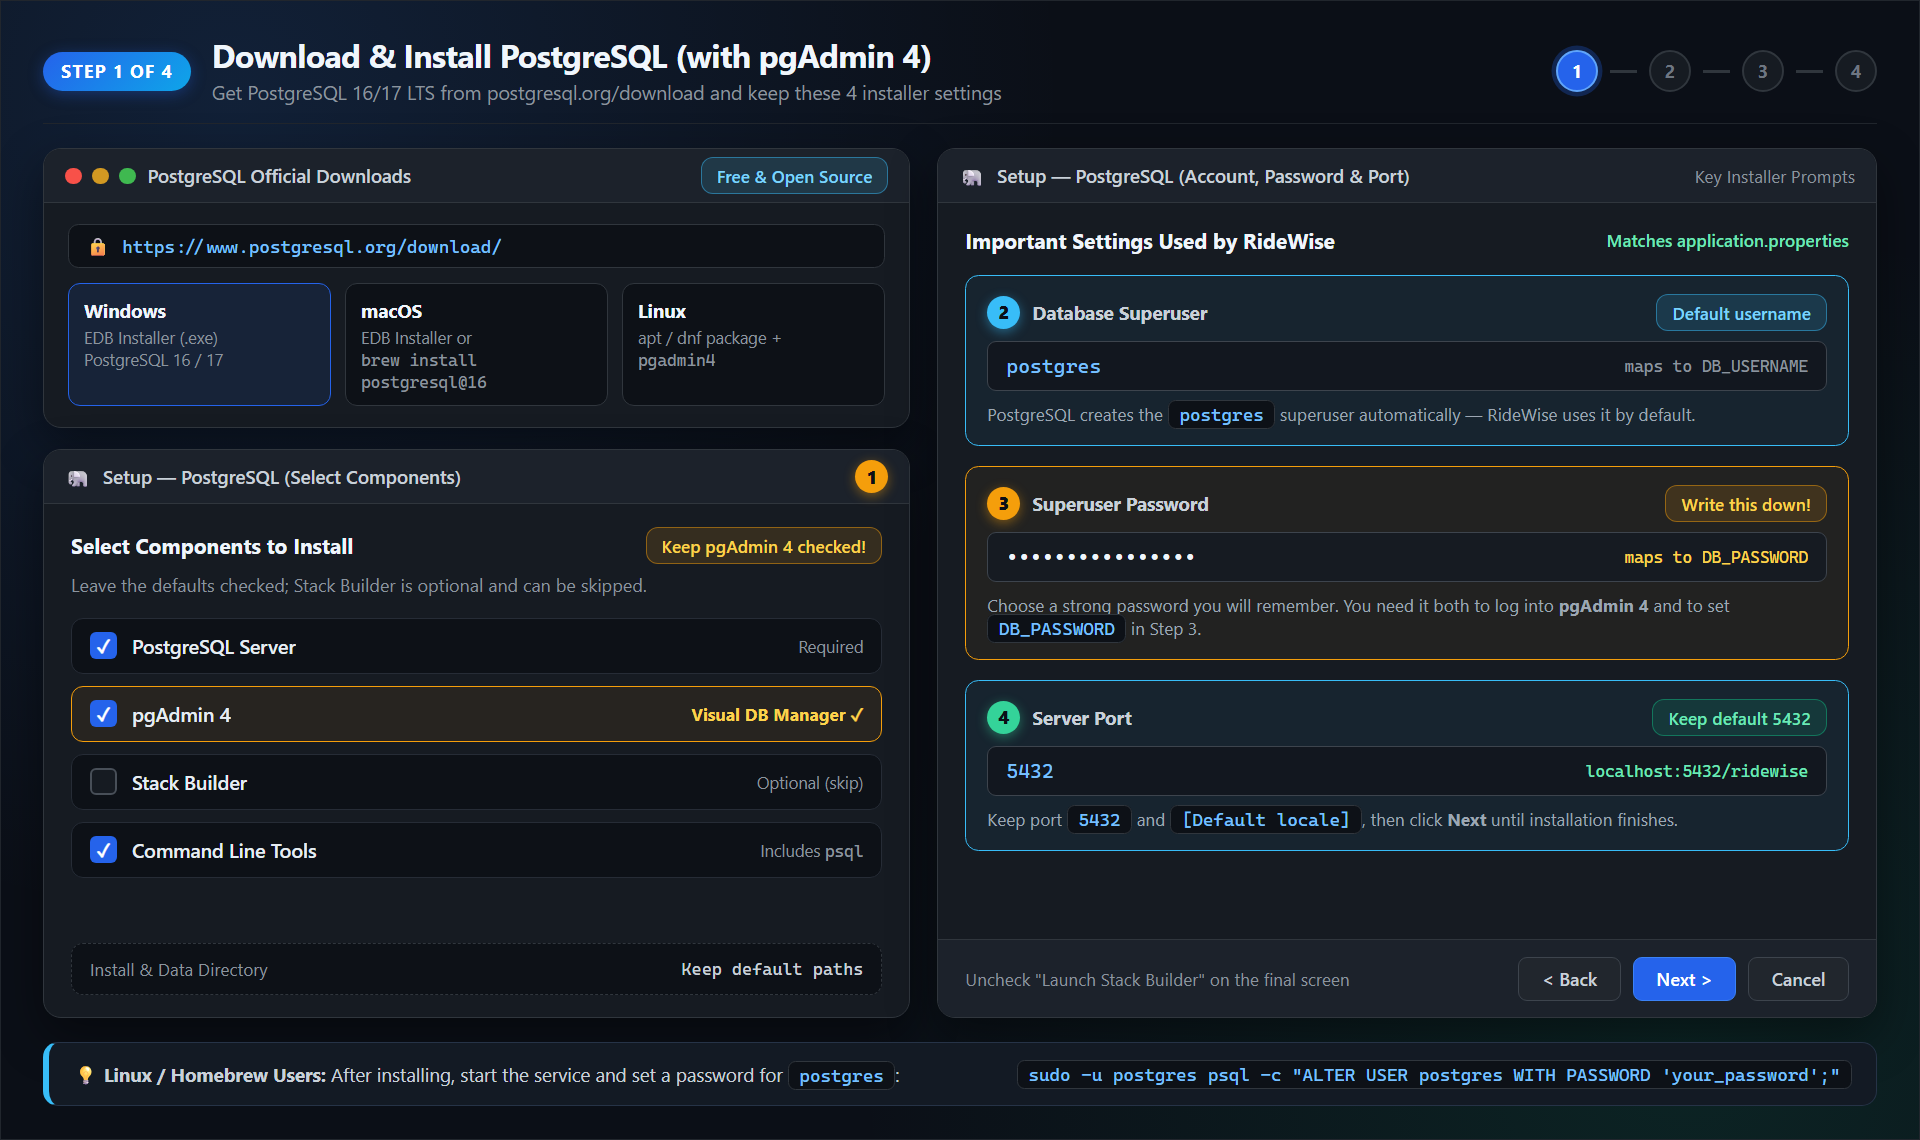 STEP 1 OF 4
Download & Install PostgreSQL (with pgAdmin 4)
Get PostgreSQL 16/17 LTS from postgresql.org/download and keep these 4 installer settings
1
2
3
4
PostgreSQL Official Downloads
Free & Open Source
https://www.postgresql.org/download/
Windows
EDB Installer (.exe)
PostgreSQL 16 / 17
macOS
EDB Installer or
brew install
postgresql@16
Linux
apt / dnf package +
pgadmin4
Setup — PostgreSQL (Select Components)
1
Select Components to Install
Keep pgAdmin 4 checked!
Leave the defaults checked; Stack Builder is optional and can be skipped.
PostgreSQL Server
Required
pgAdmin 4
Visual DB Manager ✓
Stack Builder
Optional (skip)
Command Line Tools
Includes psql
Install & Data Directory
Keep default paths
Setup — PostgreSQL (Account, Password & Port)
Key Installer Prompts
Important Settings Used by RideWise
Matches application.properties
2
Database Superuser
Default username
postgres
maps to DB_USERNAME
PostgreSQL creates the postgres superuser automatically — RideWise uses it by default.
3
Superuser Password
Write this down!
••••••••••••••••
maps to DB_PASSWORD
Choose a strong password you will remember. You need it both to log into pgAdmin 4 and to set
DB_PASSWORD in Step 3.
4
Server Port
Keep default 5432
5432
localhost:5432/ridewise
Keep port 5432 and [Default locale], then click Next until installation finishes.
Uncheck "Launch Stack Builder" on the final screen
< Back
Next >
Cancel
Linux / Homebrew Users: After installing, start the service and set a password for postgres:
sudo -u postgres psql -c "ALTER USER postgres WITH PASSWORD 'your_password';"